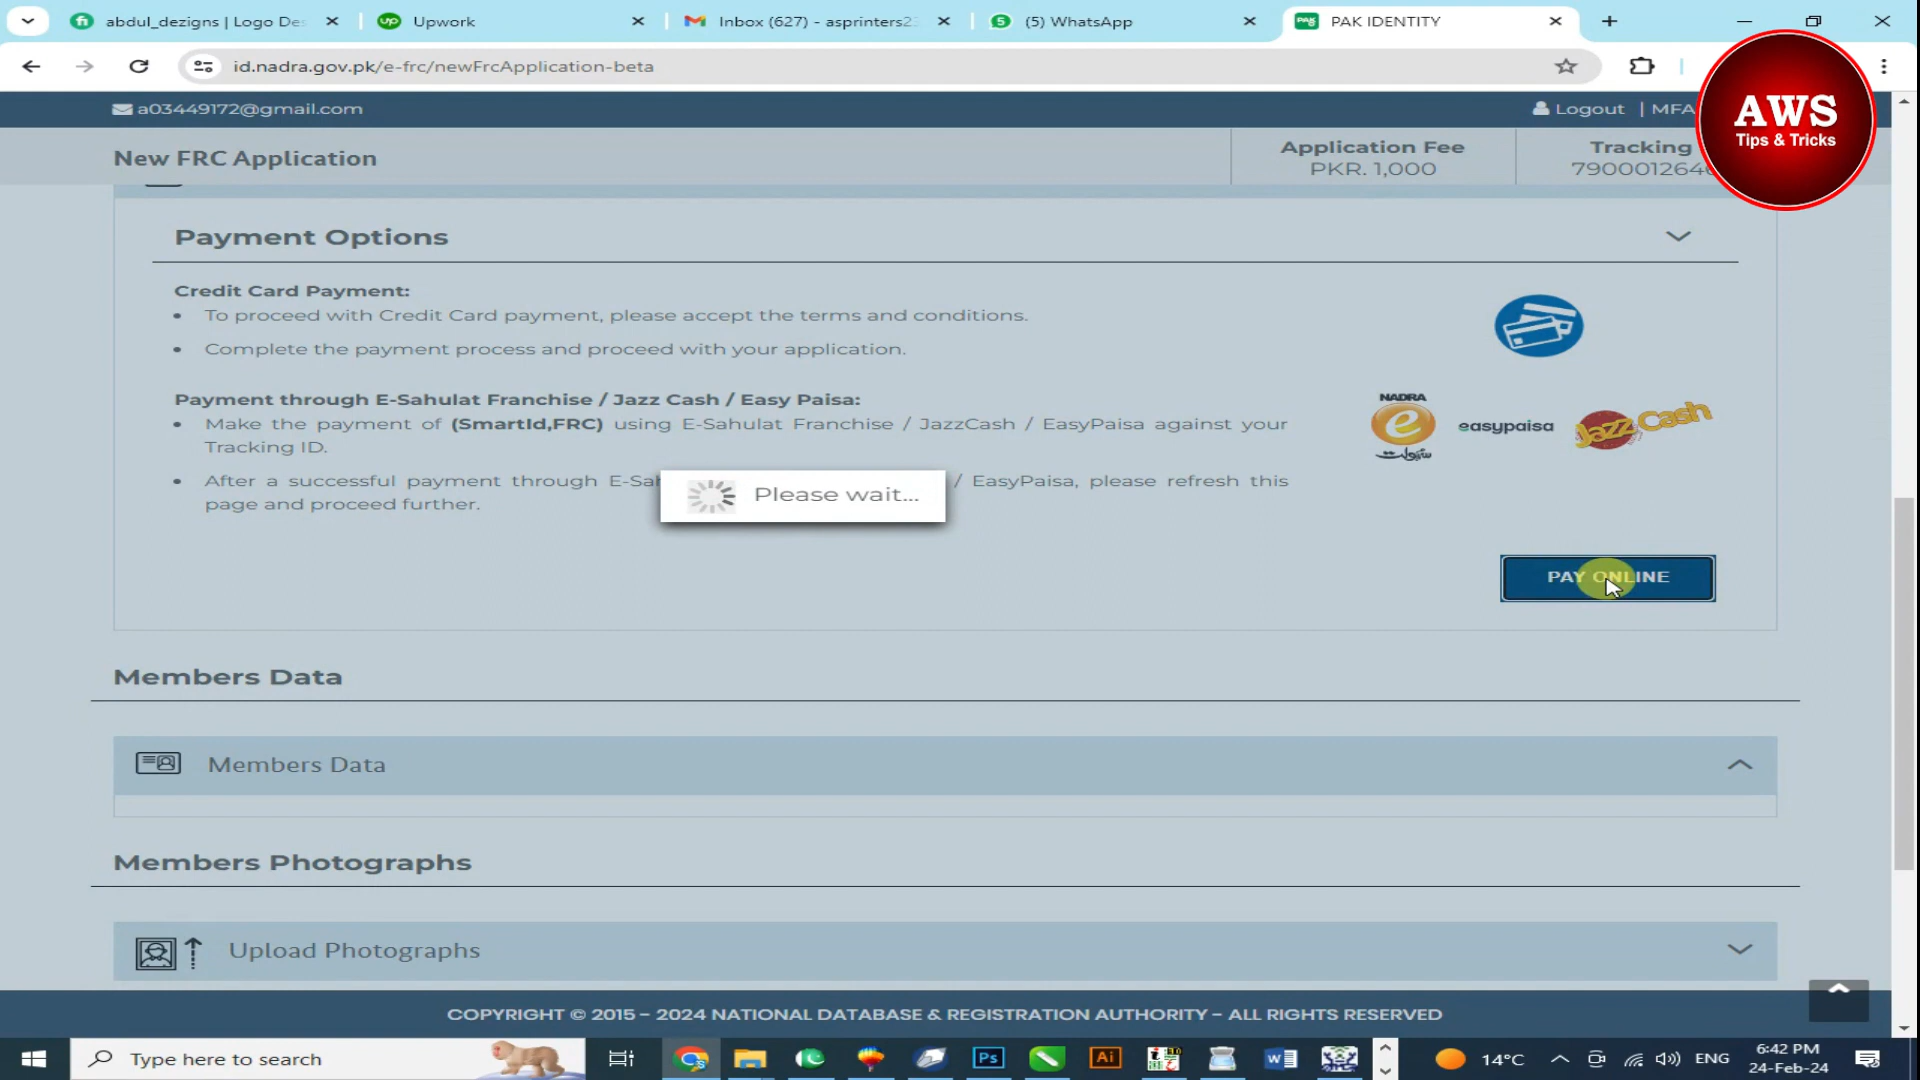 abdul_dezigns | Logo De
Upwork
Inbox (627) - asprinters2
(5) WhatsApp
PAK IDENTITY
id.nadra.gov.pk/e-frc/newFrcApplication-beta
AWS
Tips & Tricks
a03449172@gmail.com
Logout | MFA
New FRC Application
Application Fee
PKR. 1,000
Tracking
7900012640
Payment Options
Credit Card Payment:
• To proceed with Credit Card payment, please accept the terms and conditions.
• Complete the payment process and proceed with your application.
Payment through E-Sahulat Franchise / Jazz Cash / Easy Paisa:
• Make the payment of (SmartId,FRC) using E-Sahulat Franchise / JazzCash / EasyPaisa against your
Tracking ID.
• After a successful payment through E-Sa / EasyPaisa, please refresh this
page and proceed further.
NADRA
e
سہولت
easypaisa
Jazz Cash
Please wait...
PAY ONLINE
Members Data
Members Data
Members Photographs
Upload Photographs
COPYRIGHT © 2015 - 2024 NATIONAL DATABASE & REGISTRATION AUTHORITY - ALL RIGHTS RESERVED
Type here to search
Ps
Ai
14°C
ENG
6:42 PM
24-Feb-24